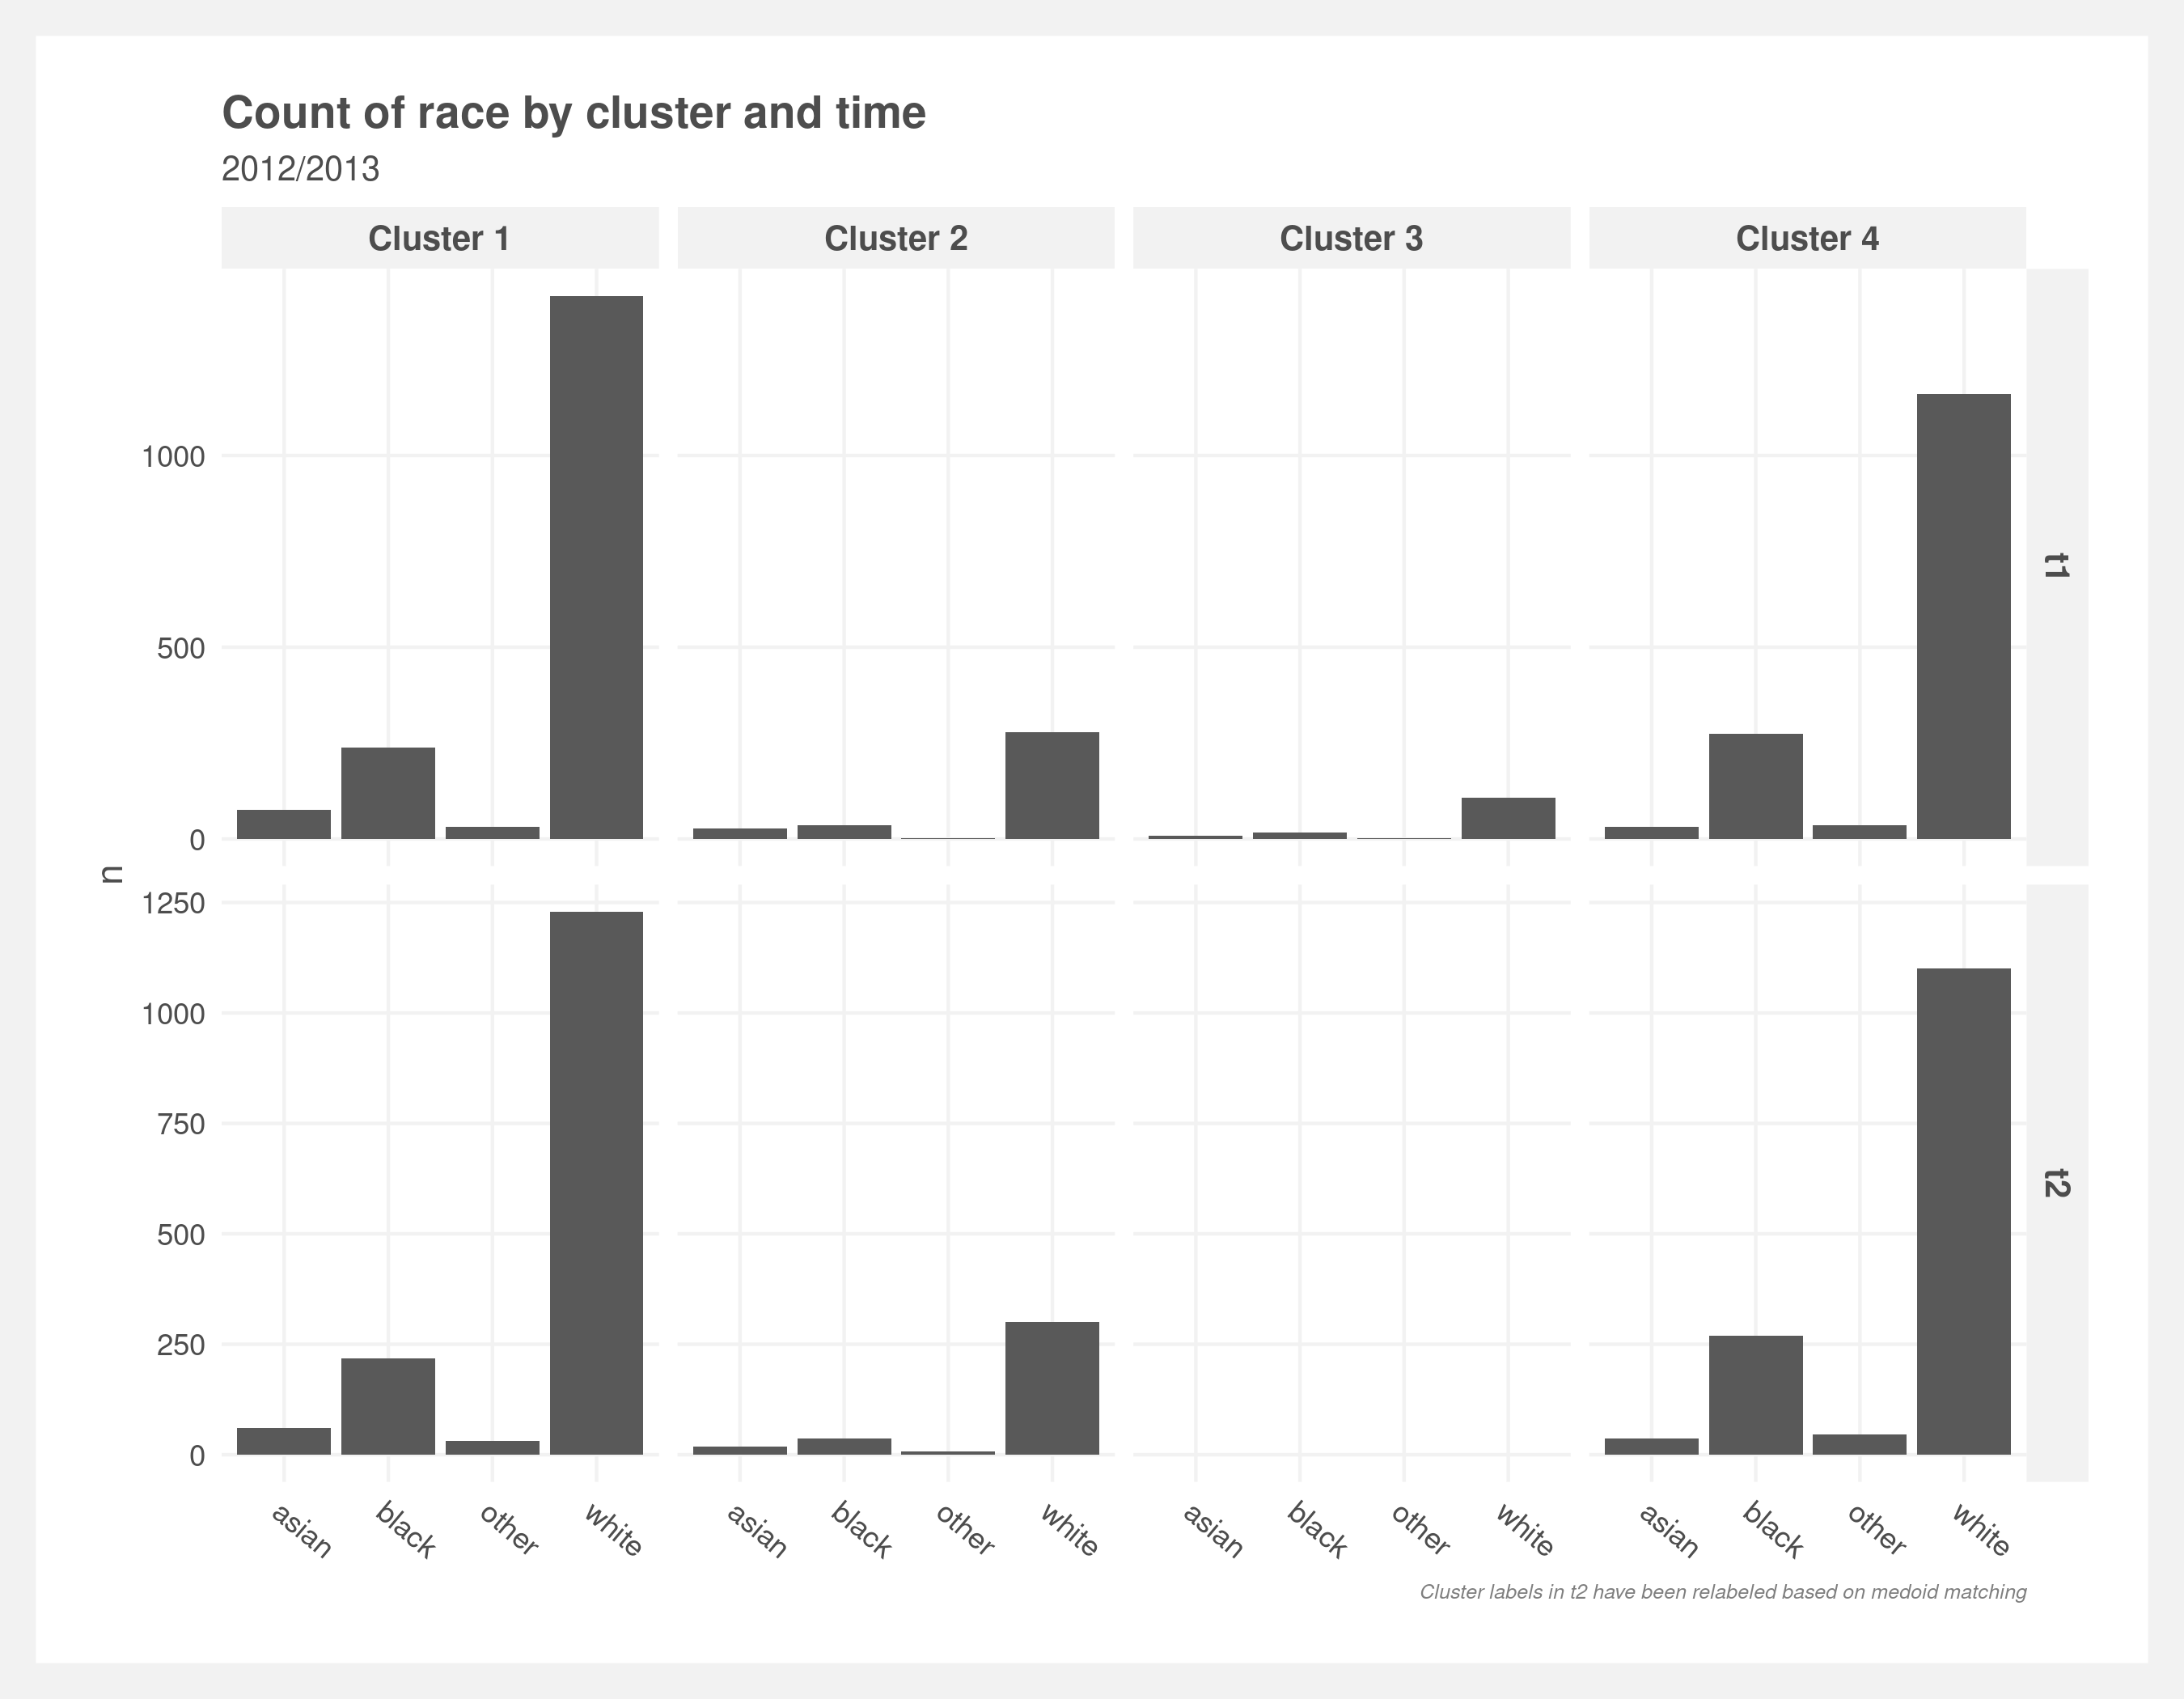 Count of race by cluster and time
2012/2013
Cluster 1 Cluster 2 Cluster 3 Cluster 4
1000
500
0
t1
n
1250
1000
750
500
250
0
t2
asian black other white asian black other white asian black other white asian black other white
Cluster labels in t2 have been relabeled based on medoid matching